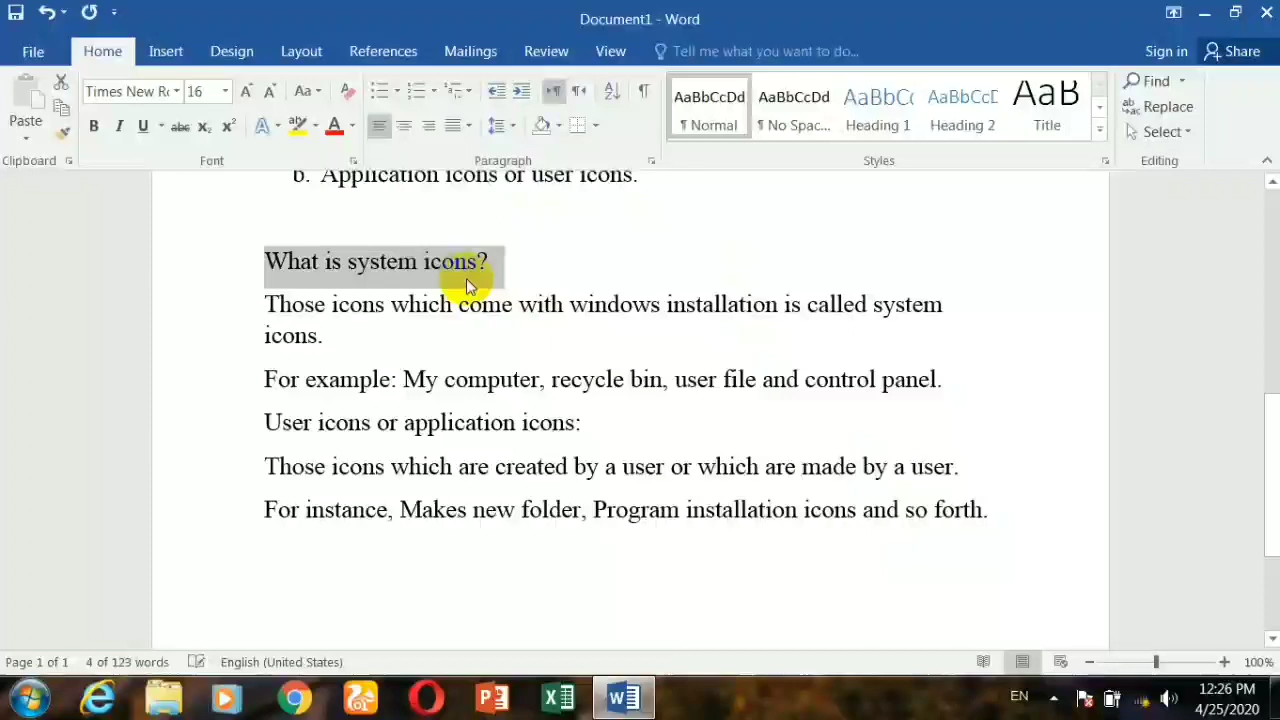 Document1 - Word
File Home Insert Design Layout References Mailings Review View Tell me what you want to do... Sign in Share
Times New Ro 16 Aa AaBbCcDd AaBbCcDd AaBbCc AaBbCcD AaB Find
Paste B I U abc x₂ x² A A ¶ Normal ¶ No Spac... Heading 1 Heading 2 Title Replace
Select
Clipboard Font Paragraph Styles Editing
b. Application icons or user icons.
What is system icons?
Those icons which come with windows installation is called system
icons.
For example: My computer, recycle bin, user file and control panel.
User icons or application icons:
Those icons which are created by a user or which are made by a user.
For instance, Makes new folder, Program installation icons and so forth.
Page 1 of 1 4 of 123 words English (United States) 100%
EN 12:26 PM
4/25/2020